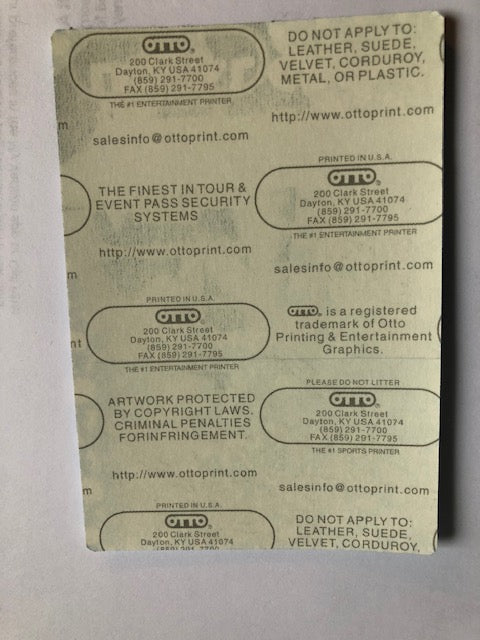 OTTO®
200 Clark Street
Dayton, KY USA 41074
(859) 291-7700
FAX (859) 291-7795
THE #1 ENTERTAINMENT PRINTER
DO NOT APPLY TO:
LEATHER, SUEDE,
VELVET, CORDUROY,
METAL, OR PLASTIC.
http://www.ottoprint.com
m
salesinfo@ottoprint.com
PRINTED IN U.S.A.
OTTO®
200 Clark Street
Dayton, KY USA 41074
(859) 291-7700
FAX (859) 291-7795
THE #1 ENTERTAINMENT PRINTER
THE FINEST IN TOUR &
EVENT PASS SECURITY
SYSTEMS
http://www.ottoprint.com
salesinfo@ottoprint.com
m
PRINTED IN U.S.A.
OTTO®
200 Clark Street
Dayton, KY USA 41074
(859) 291-7700
FAX (859) 291-7795
THE #1 ENTERTAINMENT PRINTER
nt
OTTO® is a registered
trademark of Otto
Printing & Entertainment
Graphics.
PLEASE DO NOT LITTER
OTTO®
200 Clark Street
Dayton, KY USA 41074
(859) 291-7700
FAX (859) 291-7795
THE #1 SPORTS PRINTER
ARTWORK PROTECTED
BY COPYRIGHT LAWS.
CRIMINAL PENALTIES
FORINFRINGEMENT.
http://www.ottoprint.com
salesinfo@ottoprint.com
m
PRINTED IN U.S.A.
OTTO®
200 Clark Street
Dayton, KY USA 41074
(859) 291-7700
DO NOT APPLY TO:
LEATHER, SUEDE,
VELVET, CORDUROY,